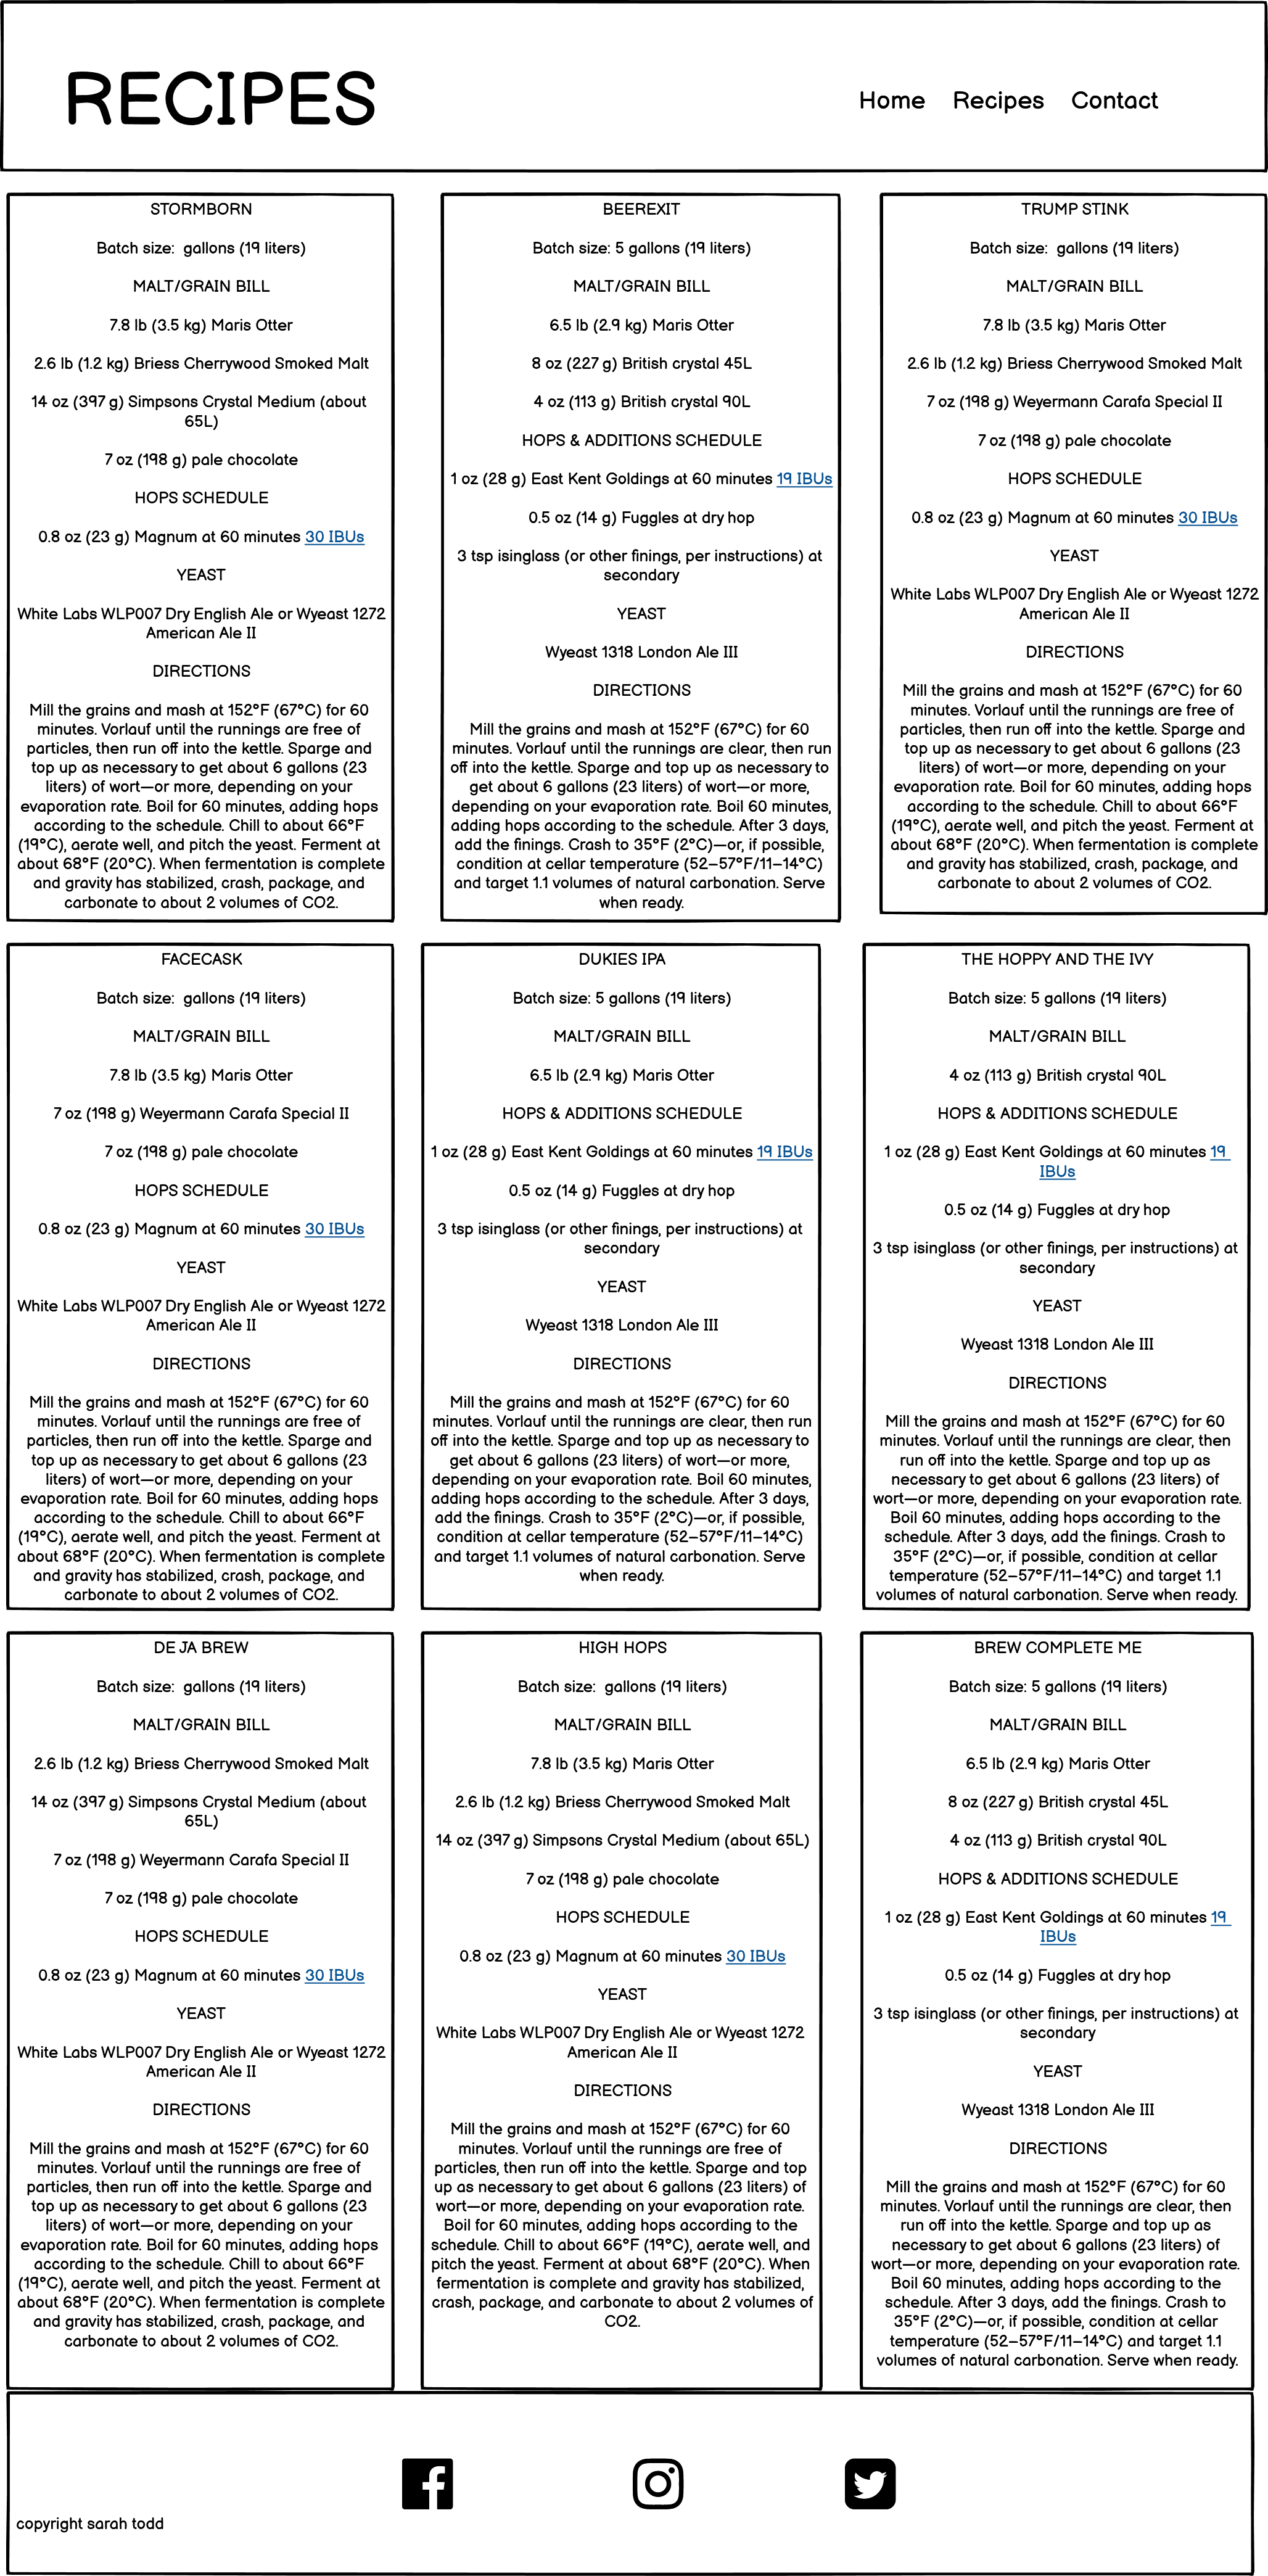 RECIPES
Home Recipes Contact
STORMBORN
Batch size:  gallons (19 liters)
MALT/GRAIN BILL
7.8 lb (3.5 kg) Maris Otter
2.6 lb (1.2 kg) Briess Cherrywood Smoked Malt
14 oz (397 g) Simpsons Crystal Medium (about
65L)
7 oz (198 g) pale chocolate
HOPS SCHEDULE
0.8 oz (23 g) Magnum at 60 minutes 30 IBUs
YEAST
White Labs WLP007 Dry English Ale or Wyeast 1272
American Ale II
DIRECTIONS
Mill the grains and mash at 152°F (67°C) for 60
minutes. Vorlauf until the runnings are free of
particles, then run off into the kettle. Sparge and
top up as necessary to get about 6 gallons (23
liters) of wort—or more, depending on your
evaporation rate. Boil for 60 minutes, adding hops
according to the schedule. Chill to about 66°F
(19°C), aerate well, and pitch the yeast. Ferment at
about 68°F (20°C). When fermentation is complete
and gravity has stabilized, crash, package, and
carbonate to about 2 volumes of CO2.
BEEREXIT
Batch size: 5 gallons (19 liters)
MALT/GRAIN BILL
6.5 lb (2.9 kg) Maris Otter
8 oz (227 g) British crystal 45L
4 oz (113 g) British crystal 90L
HOPS & ADDITIONS SCHEDULE
1 oz (28 g) East Kent Goldings at 60 minutes 19 IBUs
0.5 oz (14 g) Fuggles at dry hop
3 tsp isinglass (or other finings, per instructions) at
secondary
YEAST
Wyeast 1318 London Ale III
DIRECTIONS
Mill the grains and mash at 152°F (67°C) for 60
minutes. Vorlauf until the runnings are clear, then run
off into the kettle. Sparge and top up as necessary to
get about 6 gallons (23 liters) of wort—or more,
depending on your evaporation rate. Boil 60 minutes,
adding hops according to the schedule. After 3 days,
add the finings. Crash to 35°F (2°C)—or, if possible,
condition at cellar temperature (52–57°F/11–14°C)
and target 1.1 volumes of natural carbonation. Serve
when ready.
TRUMP STINK
Batch size:  gallons (19 liters)
MALT/GRAIN BILL
7.8 lb (3.5 kg) Maris Otter
2.6 lb (1.2 kg) Briess Cherrywood Smoked Malt
7 oz (198 g) Weyermann Carafa Special II
7 oz (198 g) pale chocolate
HOPS SCHEDULE
0.8 oz (23 g) Magnum at 60 minutes 30 IBUs
YEAST
White Labs WLP007 Dry English Ale or Wyeast 1272
American Ale II
DIRECTIONS
Mill the grains and mash at 152°F (67°C) for 60
minutes. Vorlauf until the runnings are free of
particles, then run off into the kettle. Sparge and
top up as necessary to get about 6 gallons (23
liters) of wort—or more, depending on your
evaporation rate. Boil for 60 minutes, adding hops
according to the schedule. Chill to about 66°F
(19°C), aerate well, and pitch the yeast. Ferment at
about 68°F (20°C). When fermentation is complete
and gravity has stabilized, crash, package, and
carbonate to about 2 volumes of CO2.
FACECASK
Batch size:  gallons (19 liters)
MALT/GRAIN BILL
7.8 lb (3.5 kg) Maris Otter
7 oz (198 g) Weyermann Carafa Special II
7 oz (198 g) pale chocolate
HOPS SCHEDULE
0.8 oz (23 g) Magnum at 60 minutes 30 IBUs
YEAST
White Labs WLP007 Dry English Ale or Wyeast 1272
American Ale II
DIRECTIONS
Mill the grains and mash at 152°F (67°C) for 60
minutes. Vorlauf until the runnings are free of
particles, then run off into the kettle. Sparge and
top up as necessary to get about 6 gallons (23
liters) of wort—or more, depending on your
evaporation rate. Boil for 60 minutes, adding hops
according to the schedule. Chill to about 66°F
(19°C), aerate well, and pitch the yeast. Ferment at
about 68°F (20°C). When fermentation is complete
and gravity has stabilized, crash, package, and
carbonate to about 2 volumes of CO2.
DUKIES IPA
Batch size: 5 gallons (19 liters)
MALT/GRAIN BILL
6.5 lb (2.9 kg) Maris Otter
HOPS & ADDITIONS SCHEDULE
1 oz (28 g) East Kent Goldings at 60 minutes 19 IBUs
0.5 oz (14 g) Fuggles at dry hop
3 tsp isinglass (or other finings, per instructions) at
secondary
YEAST
Wyeast 1318 London Ale III
DIRECTIONS
Mill the grains and mash at 152°F (67°C) for 60
minutes. Vorlauf until the runnings are clear, then run
off into the kettle. Sparge and top up as necessary to
get about 6 gallons (23 liters) of wort—or more,
depending on your evaporation rate. Boil 60 minutes,
adding hops according to the schedule. After 3 days,
add the finings. Crash to 35°F (2°C)—or, if possible,
condition at cellar temperature (52–57°F/11–14°C)
and target 1.1 volumes of natural carbonation. Serve
when ready.
THE HOPPY AND THE IVY
Batch size: 5 gallons (19 liters)
MALT/GRAIN BILL
4 oz (113 g) British crystal 90L
HOPS & ADDITIONS SCHEDULE
1 oz (28 g) East Kent Goldings at 60 minutes 19
IBUs
0.5 oz (14 g) Fuggles at dry hop
3 tsp isinglass (or other finings, per instructions) at
secondary
YEAST
Wyeast 1318 London Ale III
DIRECTIONS
Mill the grains and mash at 152°F (67°C) for 60
minutes. Vorlauf until the runnings are clear, then
run off into the kettle. Sparge and top up as
necessary to get about 6 gallons (23 liters) of
wort—or more, depending on your evaporation rate.
Boil 60 minutes, adding hops according to the
schedule. After 3 days, add the finings. Crash to
35°F (2°C)—or, if possible, condition at cellar
temperature (52–57°F/11–14°C) and target 1.1
volumes of natural carbonation. Serve when ready.
DE JA BREW
Batch size:  gallons (19 liters)
MALT/GRAIN BILL
2.6 lb (1.2 kg) Briess Cherrywood Smoked Malt
14 oz (397 g) Simpsons Crystal Medium (about
65L)
7 oz (198 g) Weyermann Carafa Special II
7 oz (198 g) pale chocolate
HOPS SCHEDULE
0.8 oz (23 g) Magnum at 60 minutes 30 IBUs
YEAST
White Labs WLP007 Dry English Ale or Wyeast 1272
American Ale II
DIRECTIONS
Mill the grains and mash at 152°F (67°C) for 60
minutes. Vorlauf until the runnings are free of
particles, then run off into the kettle. Sparge and
top up as necessary to get about 6 gallons (23
liters) of wort—or more, depending on your
evaporation rate. Boil for 60 minutes, adding hops
according to the schedule. Chill to about 66°F
(19°C), aerate well, and pitch the yeast. Ferment at
about 68°F (20°C). When fermentation is complete
and gravity has stabilized, crash, package, and
carbonate to about 2 volumes of CO2.
HIGH HOPS
Batch size:  gallons (19 liters)
MALT/GRAIN BILL
7.8 lb (3.5 kg) Maris Otter
2.6 lb (1.2 kg) Briess Cherrywood Smoked Malt
14 oz (397 g) Simpsons Crystal Medium (about 65L)
7 oz (198 g) pale chocolate
HOPS SCHEDULE
0.8 oz (23 g) Magnum at 60 minutes 30 IBUs
YEAST
White Labs WLP007 Dry English Ale or Wyeast 1272
American Ale II
DIRECTIONS
Mill the grains and mash at 152°F (67°C) for 60
minutes. Vorlauf until the runnings are free of
particles, then run off into the kettle. Sparge and top
up as necessary to get about 6 gallons (23 liters) of
wort—or more, depending on your evaporation rate.
Boil for 60 minutes, adding hops according to the
schedule. Chill to about 66°F (19°C), aerate well, and
pitch the yeast. Ferment at about 68°F (20°C). When
fermentation is complete and gravity has stabilized,
crash, package, and carbonate to about 2 volumes of
CO2.
BREW COMPLETE ME
Batch size: 5 gallons (19 liters)
MALT/GRAIN BILL
6.5 lb (2.9 kg) Maris Otter
8 oz (227 g) British crystal 45L
4 oz (113 g) British crystal 90L
HOPS & ADDITIONS SCHEDULE
1 oz (28 g) East Kent Goldings at 60 minutes 19
IBUs
0.5 oz (14 g) Fuggles at dry hop
3 tsp isinglass (or other finings, per instructions) at
secondary
YEAST
Wyeast 1318 London Ale III
DIRECTIONS
Mill the grains and mash at 152°F (67°C) for 60
minutes. Vorlauf until the runnings are clear, then
run off into the kettle. Sparge and top up as
necessary to get about 6 gallons (23 liters) of
wort—or more, depending on your evaporation rate.
Boil 60 minutes, adding hops according to the
schedule. After 3 days, add the finings. Crash to
35°F (2°C)—or, if possible, condition at cellar
temperature (52–57°F/11–14°C) and target 1.1
volumes of natural carbonation. Serve when ready.
copyright sarah todd